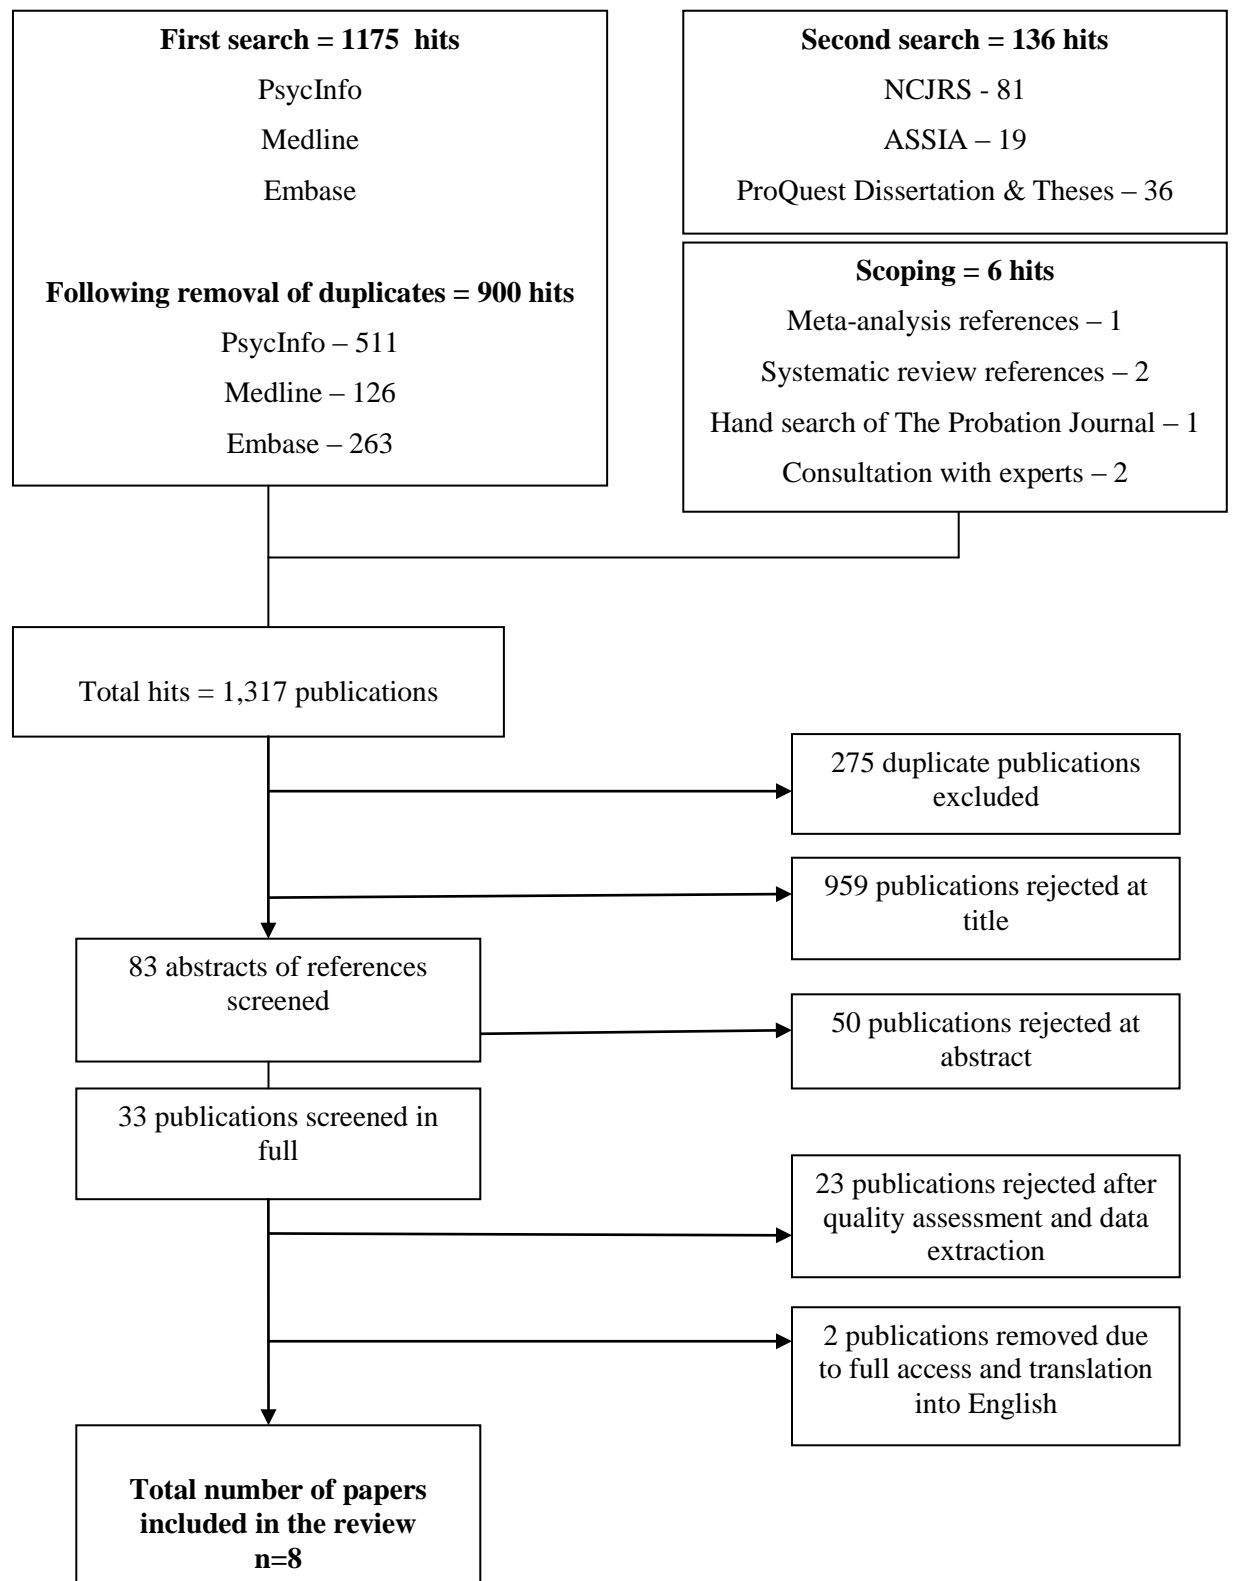 First search = 1175 hits
PsycInfo
Medline
Embase
Following removal of duplicates = 900 hits
PsycInfo – 511
Medline – 126
Embase – 263
Second search = 136 hits
NCJRS - 81
ASSIA – 19
ProQuest Dissertation & Theses – 36
Scoping = 6 hits
Meta-analysis references – 1
Systematic review references – 2
Hand search of The Probation Journal – 1
Consultation with experts – 2
Total hits = 1,317 publications
275 duplicate publications
excluded
959 publications rejected at
title
83 abstracts of references
screened
50 publications rejected at
abstract
33 publications screened in
full
23 publications rejected after
quality assessment and data
extraction
2 publications removed due
to full access and translation
into English
Total number of papers
included in the review
n=8